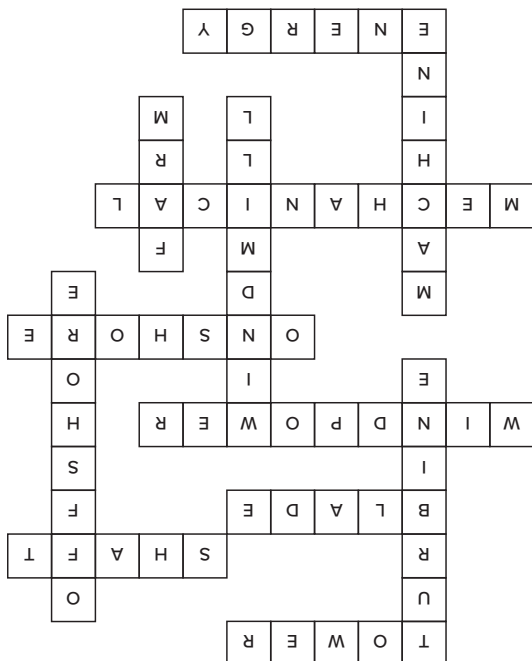 TOWER
TURBINE
OFFSHORE
SHAFT
BLADE
WINDPOWER
WINDMILL
ONSHORE
MACHINE
FARM
MECHANICAL
ENERGY